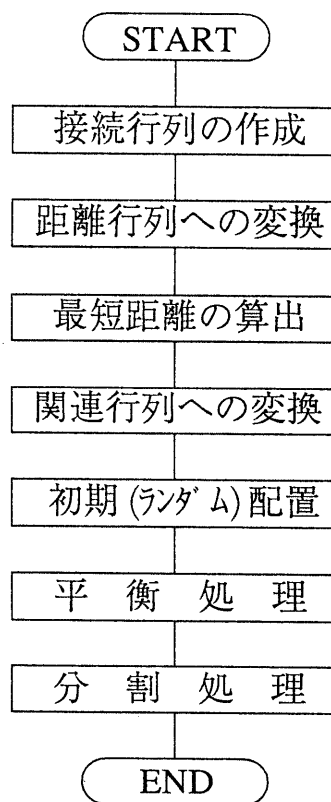 START
接続行列の作成
距離行列への変換
最短距離の算出
関連行列への変換
初期(ランダム)配置
平衡処理
分割処理
END